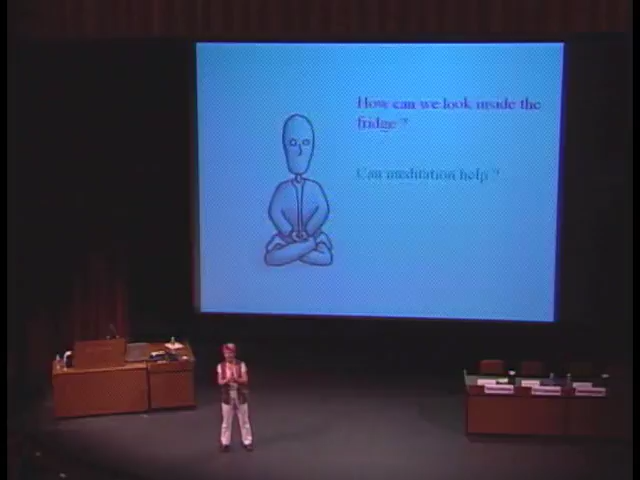 How can we look inside the
fridge ?
Can meditation help ?